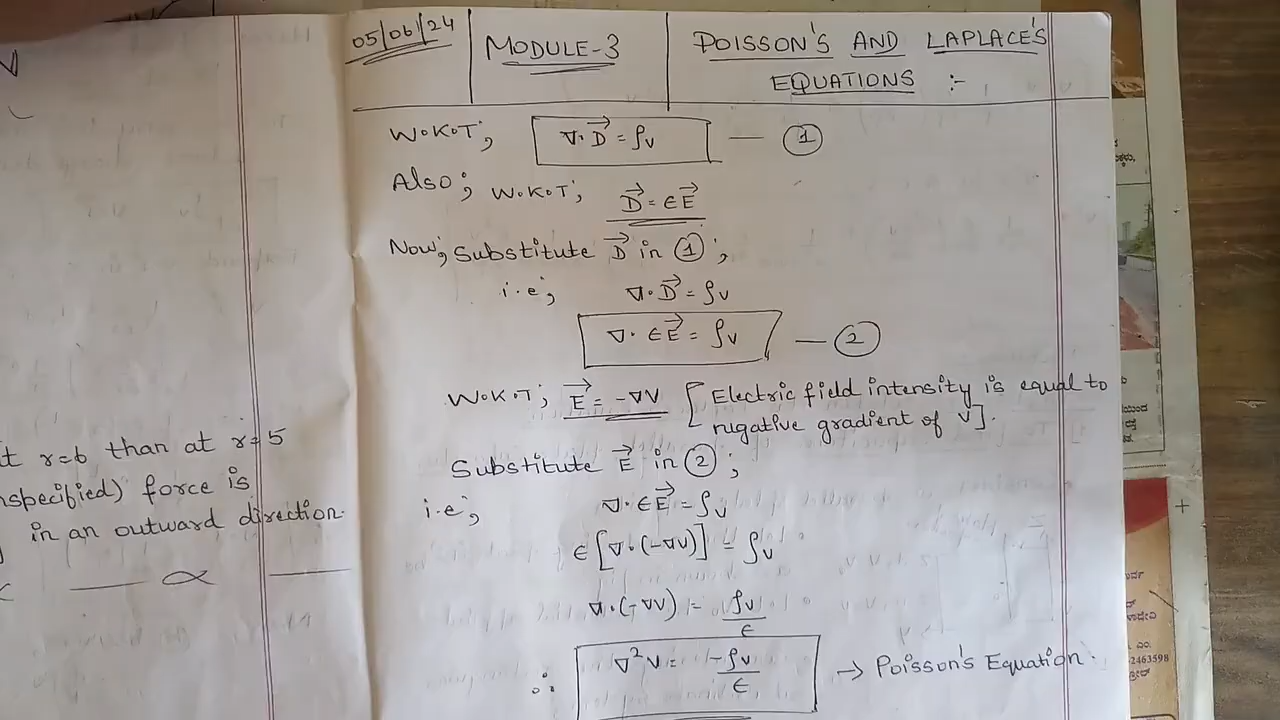 05/06/24
MODULE-3
POISSON'S AND LAPLACE'S
EQUATIONS :-
W.K.T; ∇·D⃗ = ρv — ①
Also; W.K.T; D⃗ = ϵE⃗
Now; Substitute D⃗ in ①;
i.e; ∇·D⃗ = ρv
∇· ϵE⃗ = ρv — ②
W.K.T; E⃗ = -∇V [Electric field intensity is equal to
negative gradient of V].
Substitute E⃗ in ②;
i.e; ∇·ϵE⃗ = ρv
ϵ[∇·(-∇V)] = ρv
∇·(-∇V) = ρv/ϵ
∴ ∇²V = -ρv/ϵ → Poisson's Equation.
t r=6 than at r=5
nspecified) force is
in an outward direction.
2463598